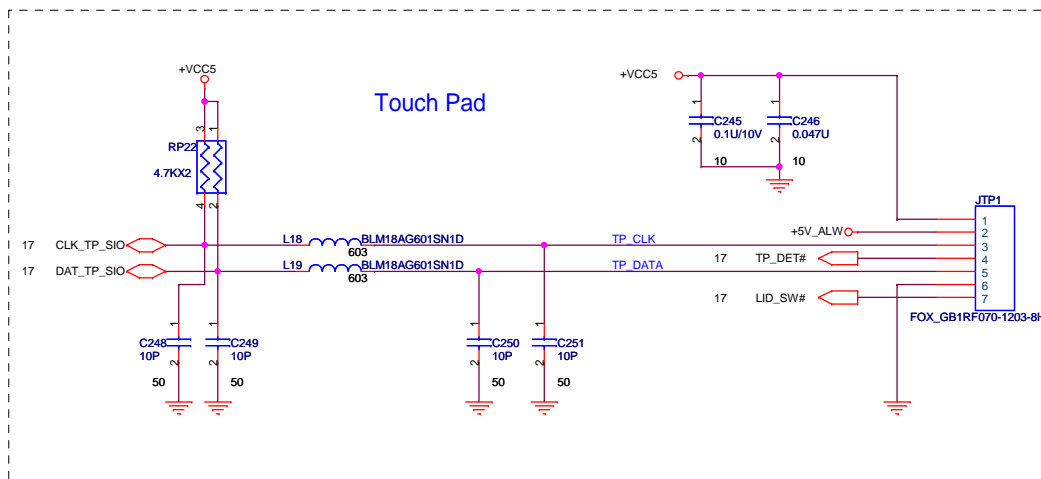 Touch Pad
+VCC5
3 1
RP22
4.7KX2
4 2
+VCC5
1 1
C245 C246
0.1U/10V 0.047U
2 2
10 10
JTP1
1
2
3
4
5
6
7
+5V_ALW
17 TP_DET#
17 LID_SW#
FOX_GB1RF070-1203-8H
17 CLK_TP_SIO L18 BLM18AG601SN1D TP_CLK
603
17 DAT_TP_SIO L19 BLM18AG601SN1D TP_DATA
603
1 1 1 1
C248 C249 C250 C251
10P 10P 10P 10P
2 2 2 2
50 50 50 50